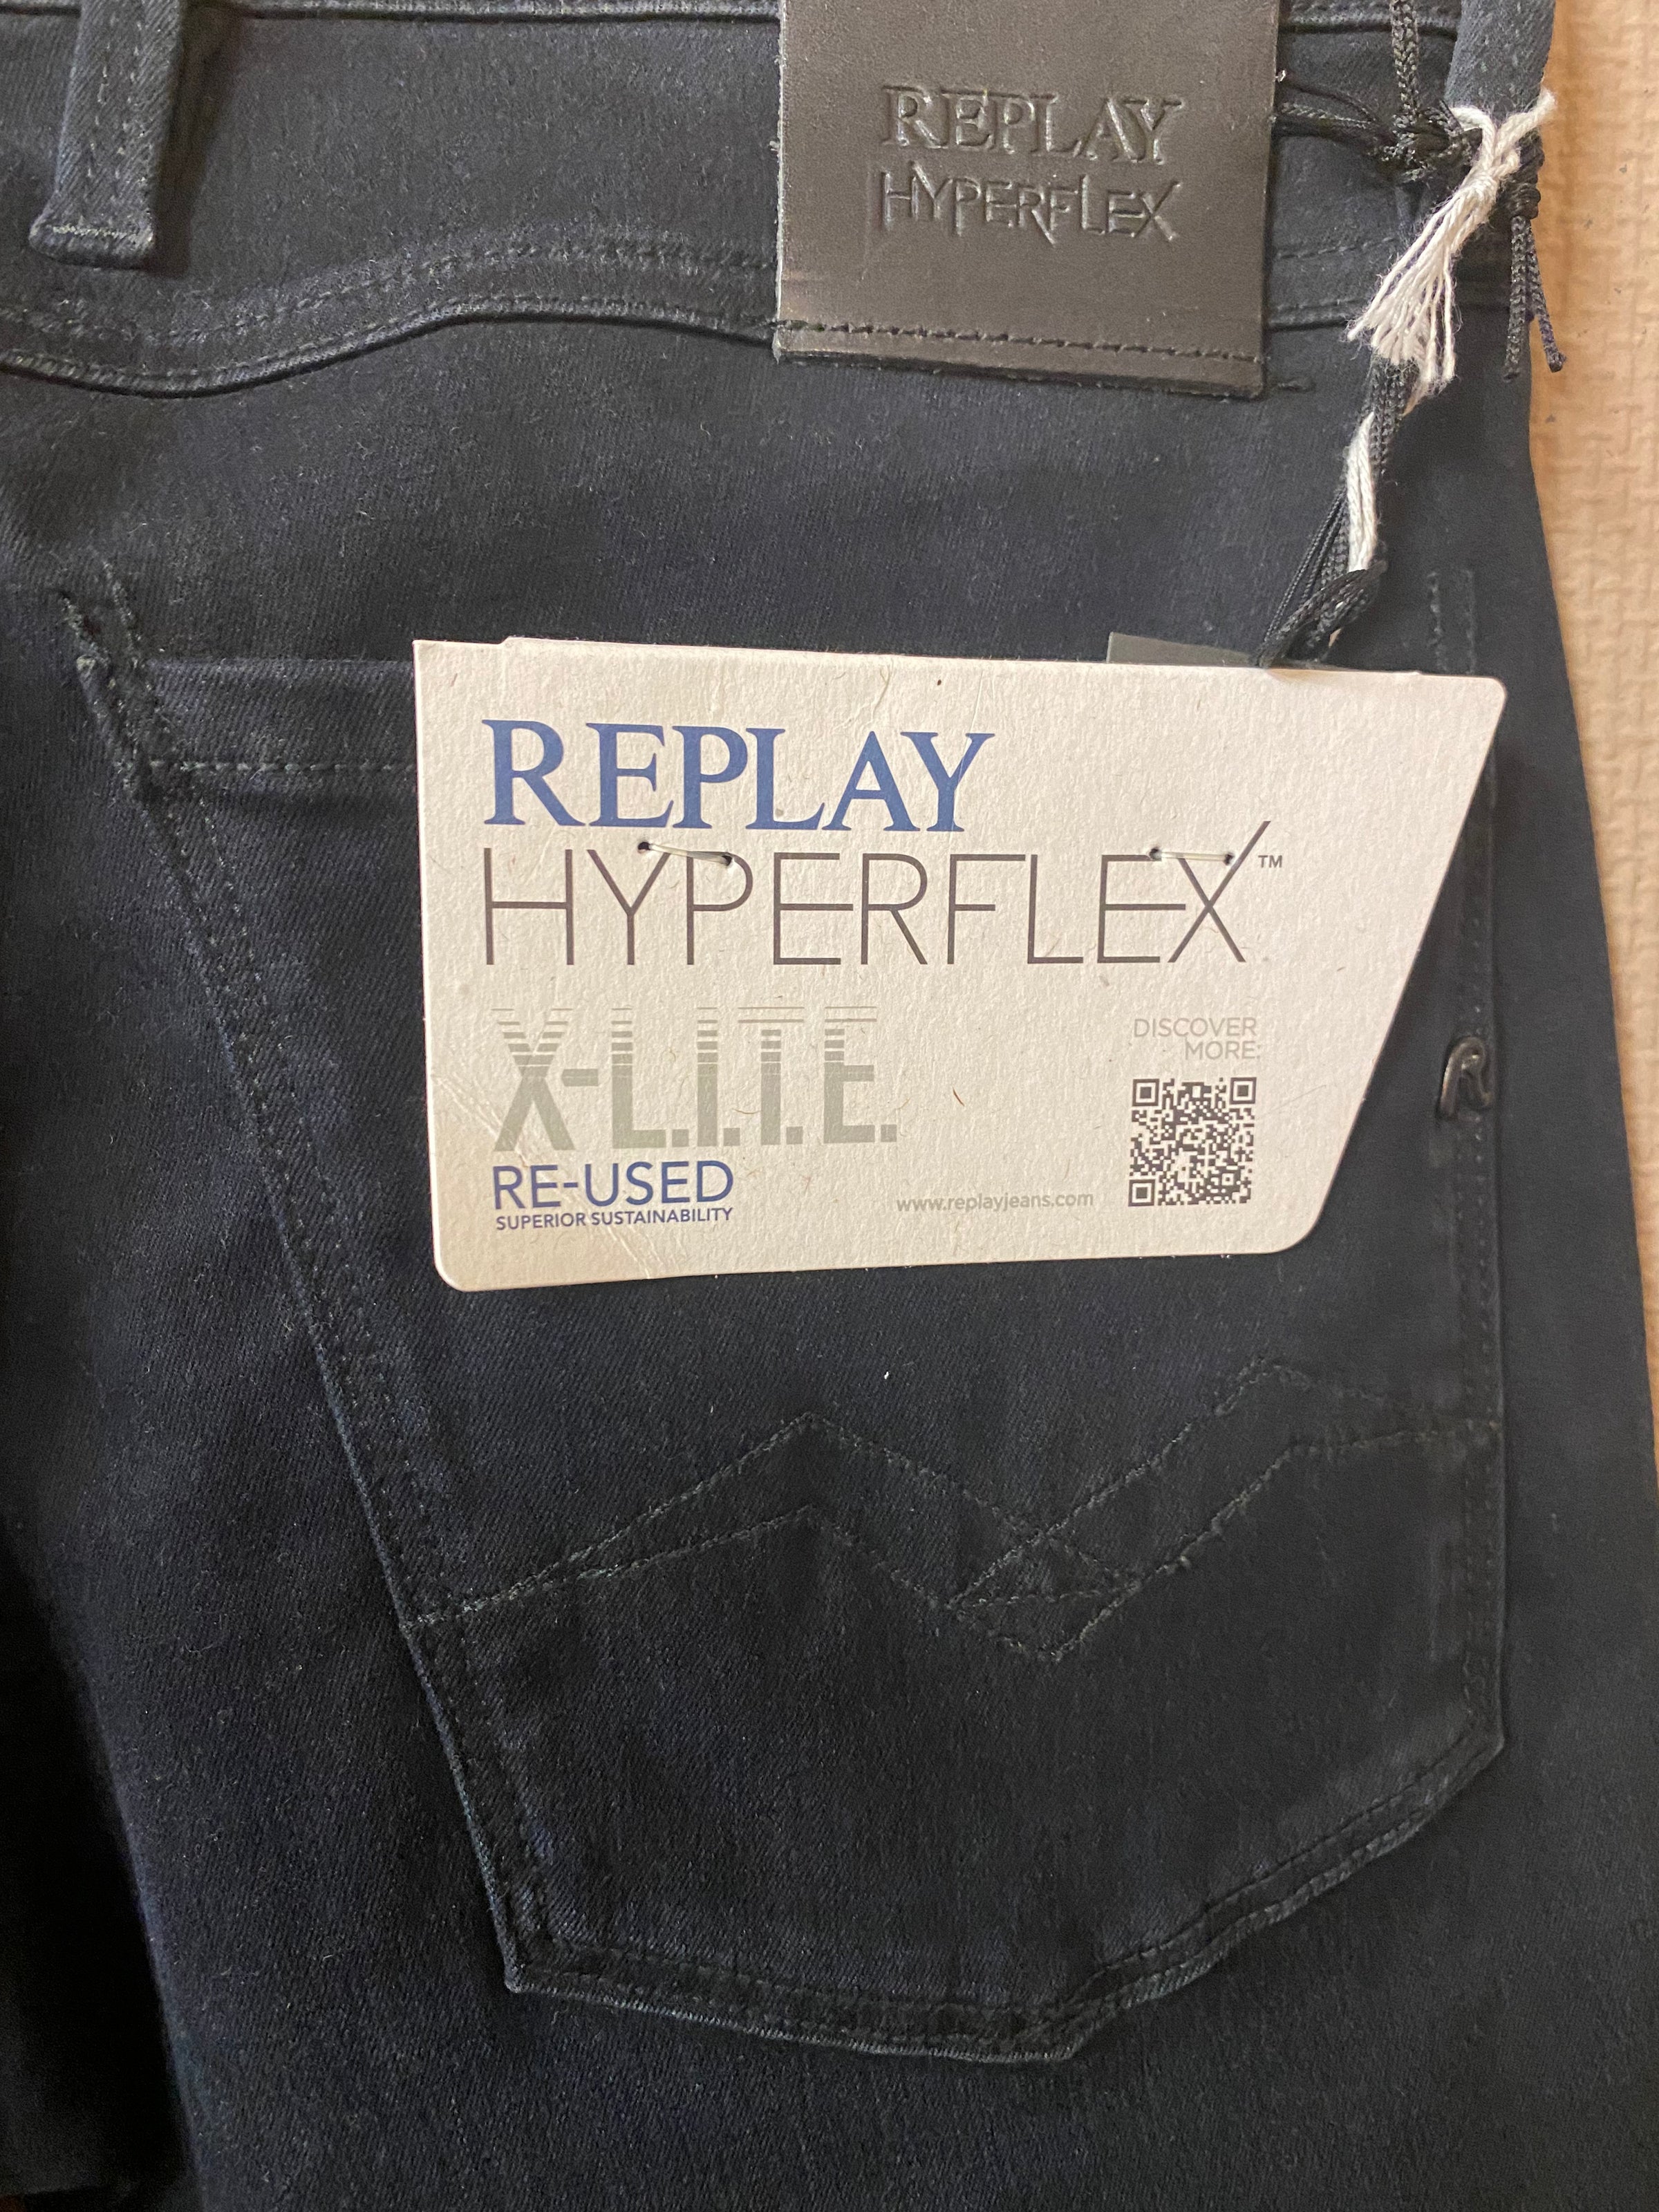 REPLAY
HYPERFLEX
REPLAY
HYPERFLEX™
X-L.I.T.E.
RE-USED
SUPERIOR SUSTAINABILITY
www.replayjeans.com
DISCOVER
MORE:
R